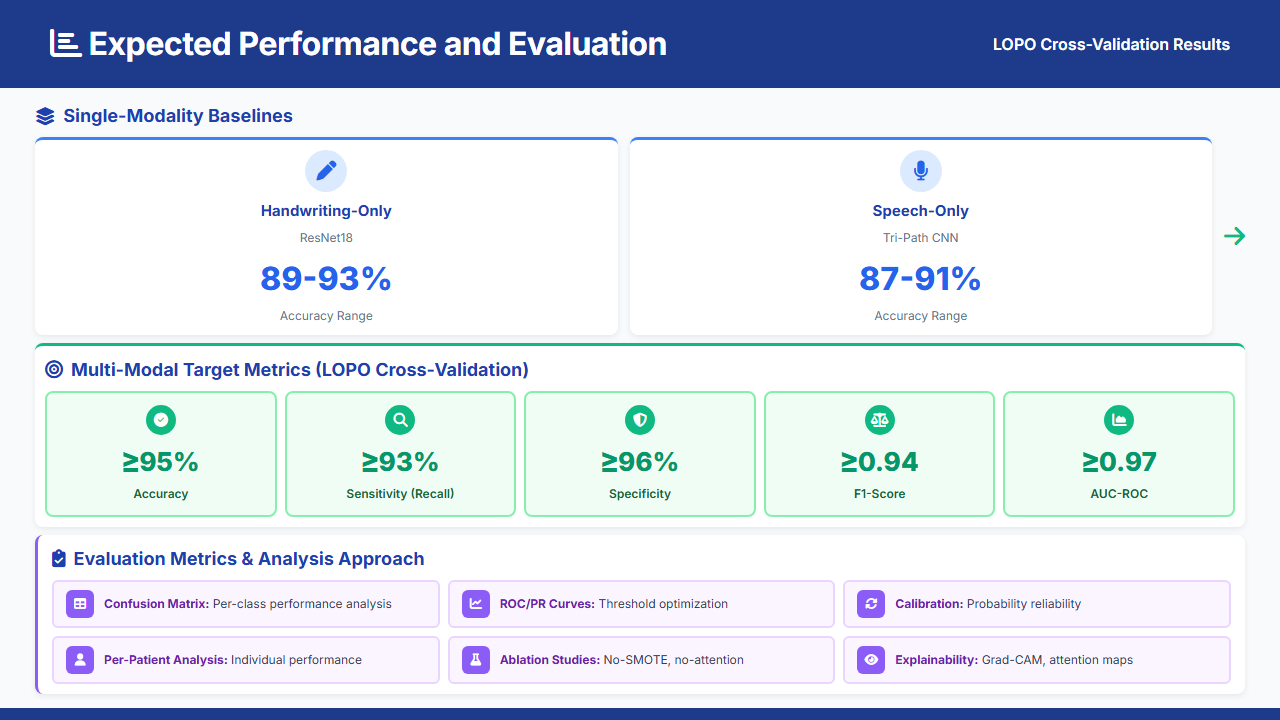 Expected Performance and Evaluation
LOPO Cross-Validation Results
Single-Modality Baselines
Handwriting-Only
ResNet18
89-93%
Accuracy Range
Speech-Only
Tri-Path CNN
87-91%
Accuracy Range
Multi-Modal Target Metrics (LOPO Cross-Validation)
≥95%
Accuracy
≥93%
Sensitivity (Recall)
≥96%
Specificity
≥0.94
F1-Score
≥0.97
AUC-ROC
Evaluation Metrics & Analysis Approach
Confusion Matrix: Per-class performance analysis
ROC/PR Curves: Threshold optimization
Calibration: Probability reliability
Per-Patient Analysis: Individual performance
Ablation Studies: No-SMOTE, no-attention
Explainability: Grad-CAM, attention maps